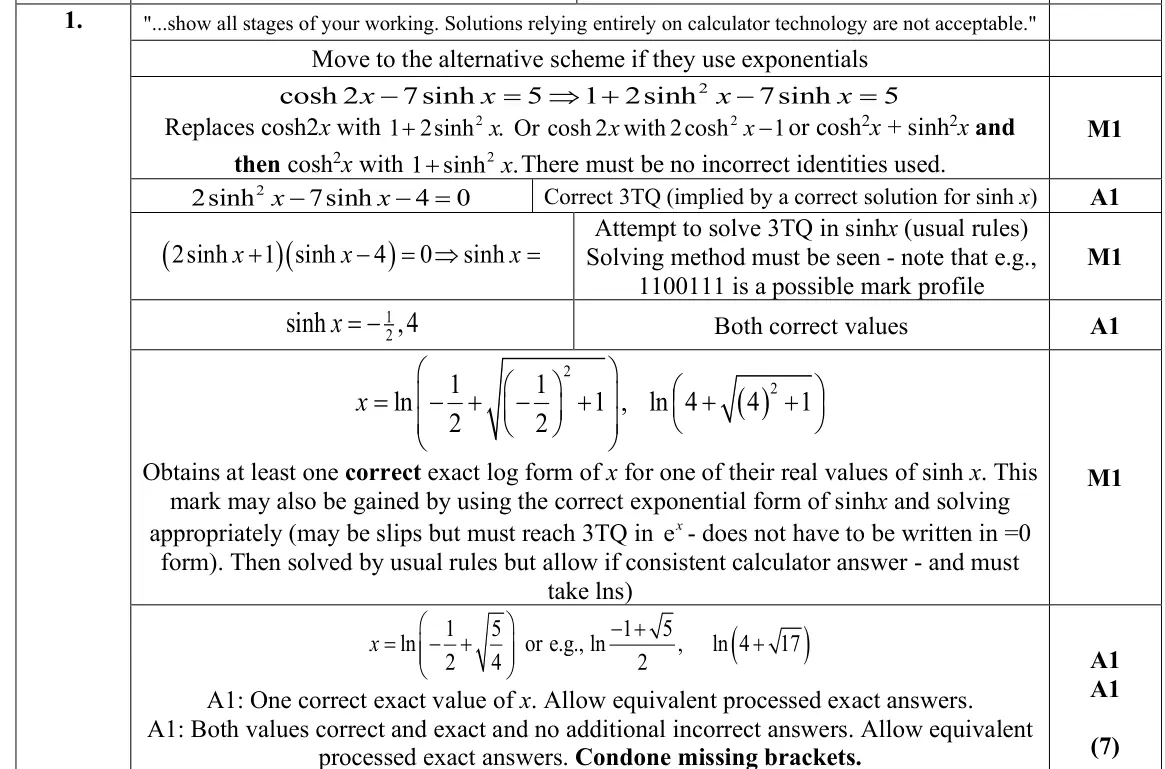 1.
"...show all stages of your working. Solutions relying entirely on calculator technology are not acceptable."
Move to the alternative scheme if they use exponentials
cosh 2x − 7 sinh x = 5 ⇒ 1 + 2 sinh² x − 7 sinh x = 5
Replaces cosh2x with 1 + 2sinh² x. Or cosh 2x with 2cosh² x − 1 or cosh²x + sinh²x and
then cosh²x with 1 + sinh² x. There must be no incorrect identities used.
M1
2 sinh² x − 7 sinh x − 4 = 0
Correct 3TQ (implied by a correct solution for sinh x)
A1
(2 sinh x + 1)(sinh x − 4) = 0 ⇒ sinh x =
Attempt to solve 3TQ in sinhx (usual rules)
Solving method must be seen - note that e.g.,
1100111 is a possible mark profile
M1
sinh x = −½, 4
Both correct values
A1
x = ln(−1/2 + √((−1/2)² + 1)), ln(4 + √((4)² + 1))
Obtains at least one correct exact log form of x for one of their real values of sinh x. This
mark may also be gained by using the correct exponential form of sinhx and solving
appropriately (may be slips but must reach 3TQ in eˣ - does not have to be written in =0
form). Then solved by usual rules but allow if consistent calculator answer - and must
take lns)
M1
x = ln(−1/2 + √(5/4)) or e.g., ln (−1 + √5)/2, ln(4 + √17)
A1: One correct exact value of x. Allow equivalent processed exact answers.
A1: Both values correct and exact and no additional incorrect answers. Allow equivalent
processed exact answers. Condone missing brackets.
A1
A1
(7)